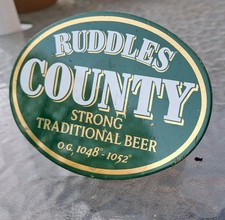 RUDDLES
COUNTY
STRONG
TRADITIONAL BEER
O.G. 1048° - 1052°